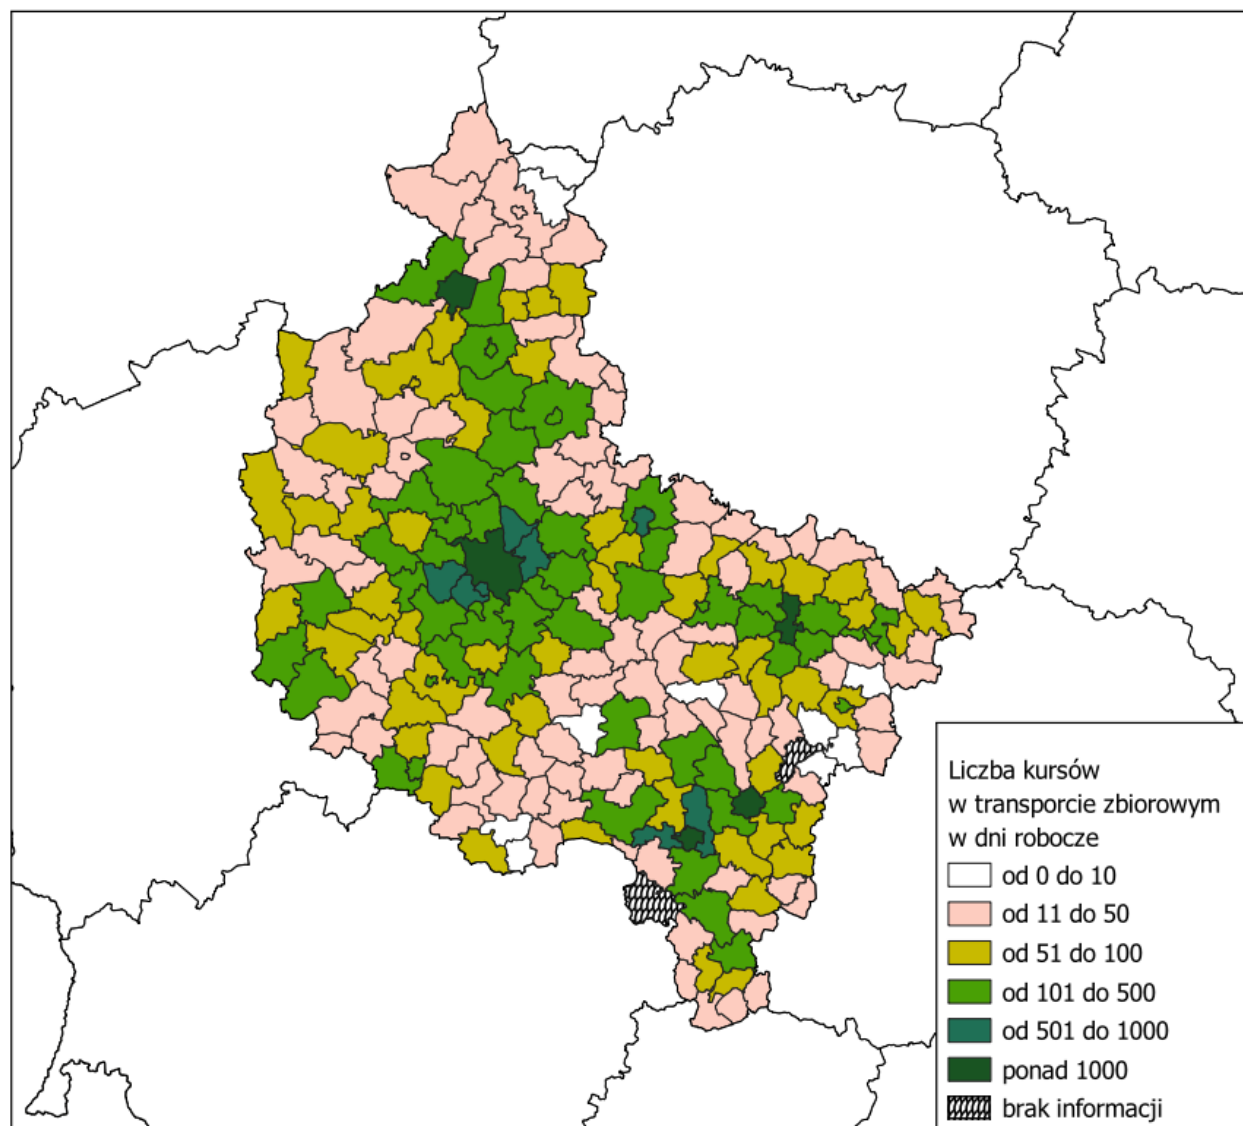 Liczba kursów
w transporcie zbiorowym
w dni robocze
od 0 do 10
od 11 do 50
od 51 do 100
od 101 do 500
od 501 do 1000
ponad 1000
brak informacji